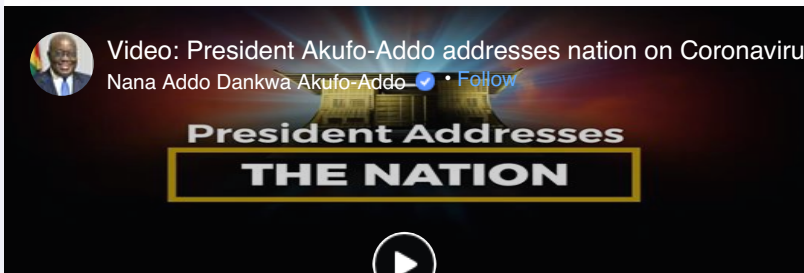 Video: President Akufo-Addo addresses nation on Coronaviru
Nana Addo Dankwa Akufo-Addo • Follow
President Addresses
THE NATION